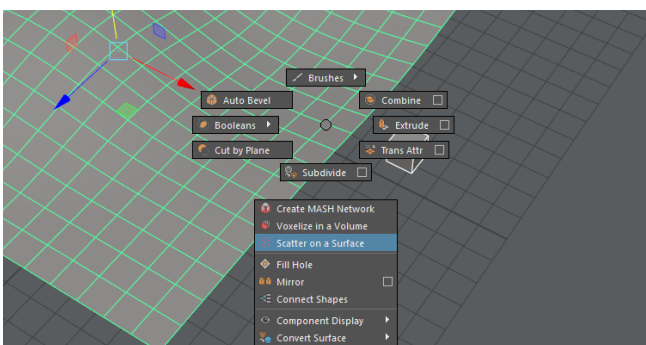 Brushes
Auto Bevel
Combine
Booleans
Extrude
Cut by Plane
Trans Attr
Subdivide
Create MASH Network
Voxelize in a Volume
Scatter on a Surface
Fill Hole
Mirror
Connect Shapes
Component Display
Convert Surface